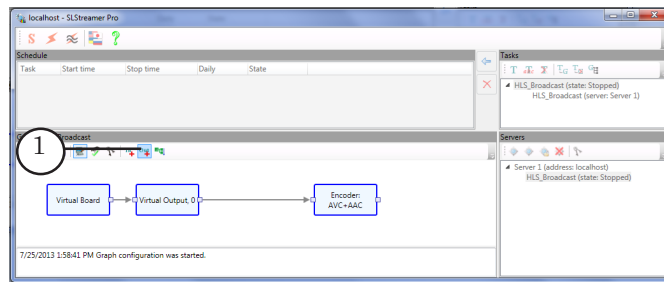 localhost - SLStreamer Pro
Schedule
Task Start time Stop time Daily State
Tasks
HLS_Broadcast (state: Stopped)
HLS_Broadcast (server: Server 1)
1
Broadcast
Servers
Server 1 (address: localhost)
HLS_Broadcast (state: Stopped)
Virtual Board
Virtual Output, 0
Encoder:
AVC+AAC
7/25/2013 1:58:41 PM Graph configuration was started.